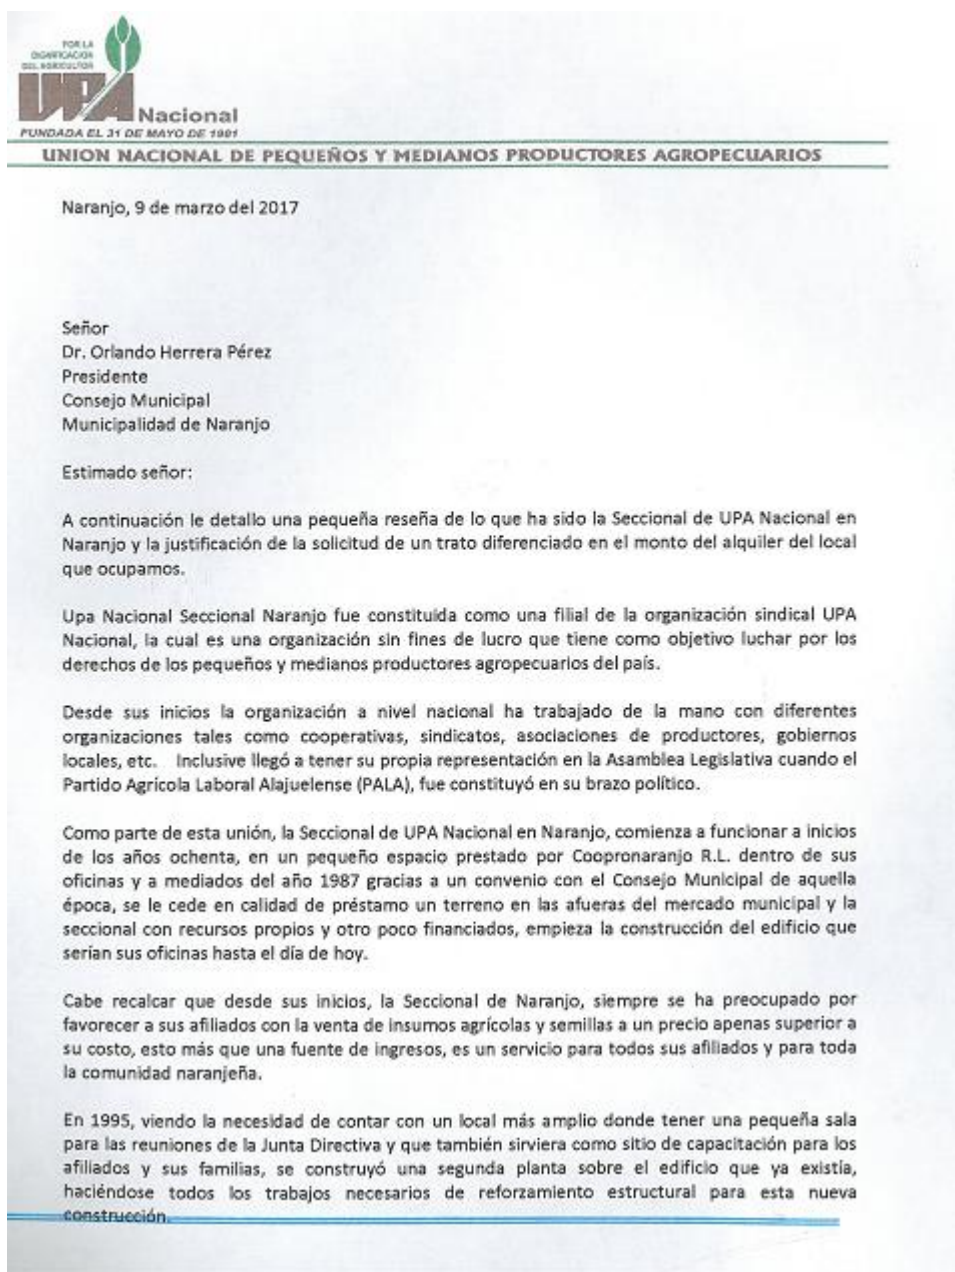 POR LA
DIGNIFICACION
DEL AGRICULTOR
UPA Nacional
FUNDADA EL 31 DE MAYO DE 1981
UNION NACIONAL DE PEQUEÑOS Y MEDIANOS PRODUCTORES AGROPECUARIOS
Naranjo, 9 de marzo del 2017
Señor
Dr. Orlando Herrera Pérez
Presidente
Consejo Municipal
Municipalidad de Naranjo
Estimado señor:
A continuación le detallo una pequeña reseña de lo que ha sido la Seccional de UPA Nacional en
Naranjo y la justificación de la solicitud de un trato diferenciado en el monto del alquiler del local
que ocupamos.
Upa Nacional Seccional Naranjo fue constituida como una filial de la organización sindical UPA
Nacional, la cual es una organización sin fines de lucro que tiene como objetivo luchar por los
derechos de los pequeños y medianos productores agropecuarios del país.
Desde sus inicios la organización a nivel nacional ha trabajado de la mano con diferentes
organizaciones tales como cooperativas, sindicatos, asociaciones de productores, gobiernos
locales, etc. Inclusive llegó a tener su propia representación en la Asamblea Legislativa cuando el
Partido Agrícola Laboral Alajuelense (PALA), fue constituyó en su brazo político.
Como parte de esta unión, la Seccional de UPA Nacional en Naranjo, comienza a funcionar a inicios
de los años ochenta, en un pequeño espacio prestado por Coopronaranjo R.L. dentro de sus
oficinas y a mediados del año 1987 gracias a un convenio con el Consejo Municipal de aquella
época, se le cede en calidad de préstamo un terreno en las afueras del mercado municipal y la
seccional con recursos propios y otro poco financiados, empieza la construcción del edificio que
serían sus oficinas hasta el día de hoy.
Cabe recalcar que desde sus inicios, la Seccional de Naranjo, siempre se ha preocupado por
favorecer a sus afiliados con la venta de insumos agrícolas y semillas a un precio apenas superior a
su costo, esto más que una fuente de ingresos, es un servicio para todos sus afiliados y para toda
la comunidad naranjeña.
En 1995, viendo la necesidad de contar con un local más amplio donde tener una pequeña sala
para las reuniones de la Junta Directiva y que también sirviera como sitio de capacitación para los
afiliados y sus familias, se construyó una segunda planta sobre el edificio que ya existía,
haciéndose todos los trabajos necesarios de reforzamiento estructural para esta nueva
construcción.